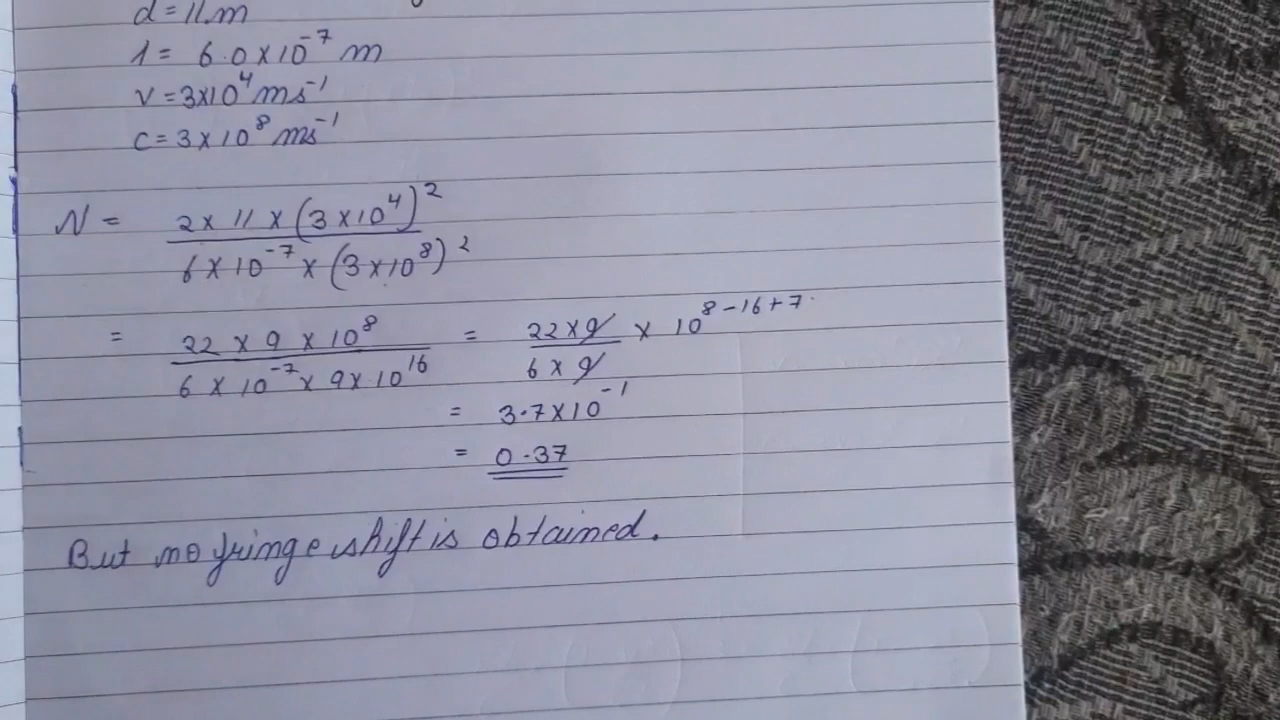 d = 11 m
λ = 6.0 × 10⁻⁷ m
v = 3×10⁴ ms⁻¹
c = 3 × 10⁸ ms⁻¹
N = 2 × 11 × (3 × 10⁴)² / 6 × 10⁻⁷ × (3 × 10⁸)²
= 22 × 9 × 10⁸ / 6 × 10⁻⁷ × 9 × 10¹⁶ = 22 × 9 / 6 × 9 × 10⁸⁻¹⁶⁺⁷
= 3.7 × 10⁻¹
= 0.37
But no fringe shift is obtained.